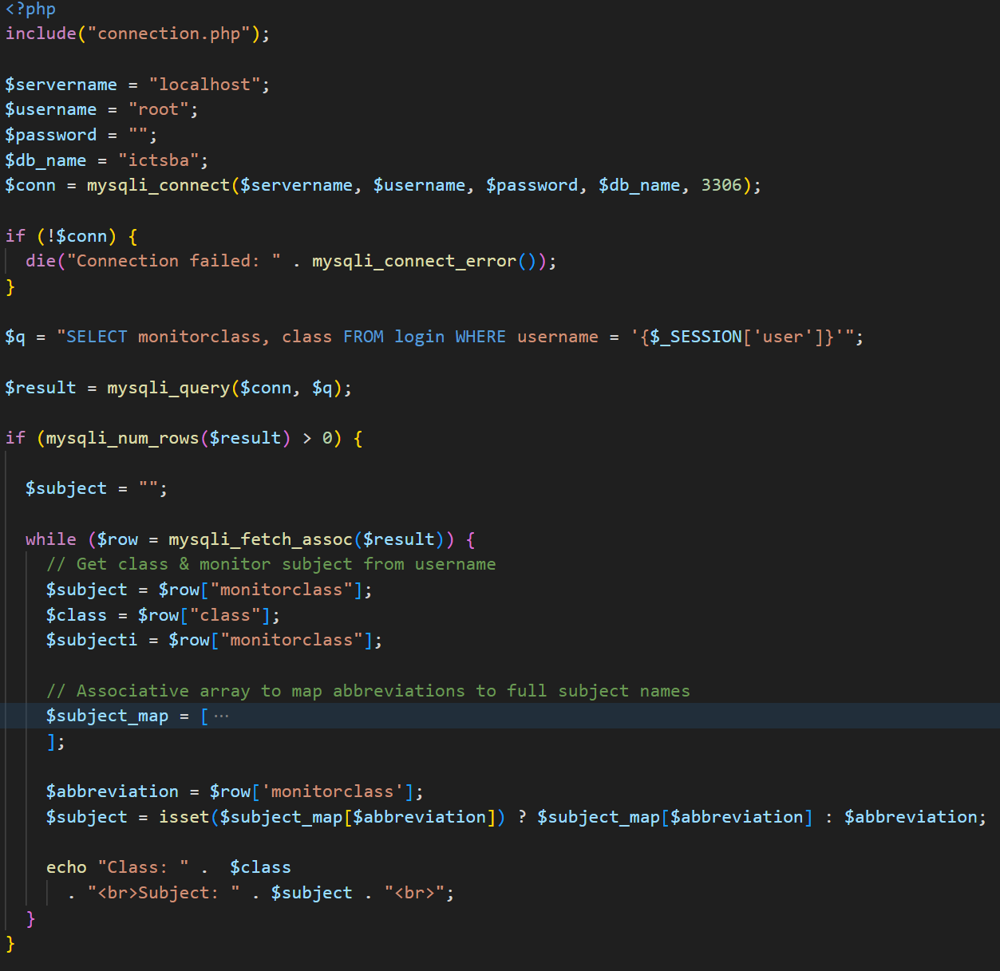 <?php
include("connection.php");
$servername = "localhost";
$username = "root";
$password = "";
$db_name = "ictsba";
$conn = mysqli_connect($servername, $username, $password, $db_name, 3306);
if (!$conn) {
die("Connection failed: " . mysqli_connect_error());
}
$q = "SELECT monitorclass, class FROM login WHERE username = '{$_SESSION['user']}'";
$result = mysqli_query($conn, $q);
if (mysqli_num_rows($result) > 0) {
$subject = "";
while ($row = mysqli_fetch_assoc($result)) {
// Get class & monitor subject from username
$subject = $row["monitorclass"];
$class = $row["class"];
$subjecti = $row["monitorclass"];
// Associative array to map abbreviations to full subject names
$subject_map = [ ···
];
$abbreviation = $row['monitorclass'];
$subject = isset($subject_map[$abbreviation]) ? $subject_map[$abbreviation] : $abbreviation;
echo "Class: " .  $class
. "<br>Subject: " . $subject . "<br>";
}
}